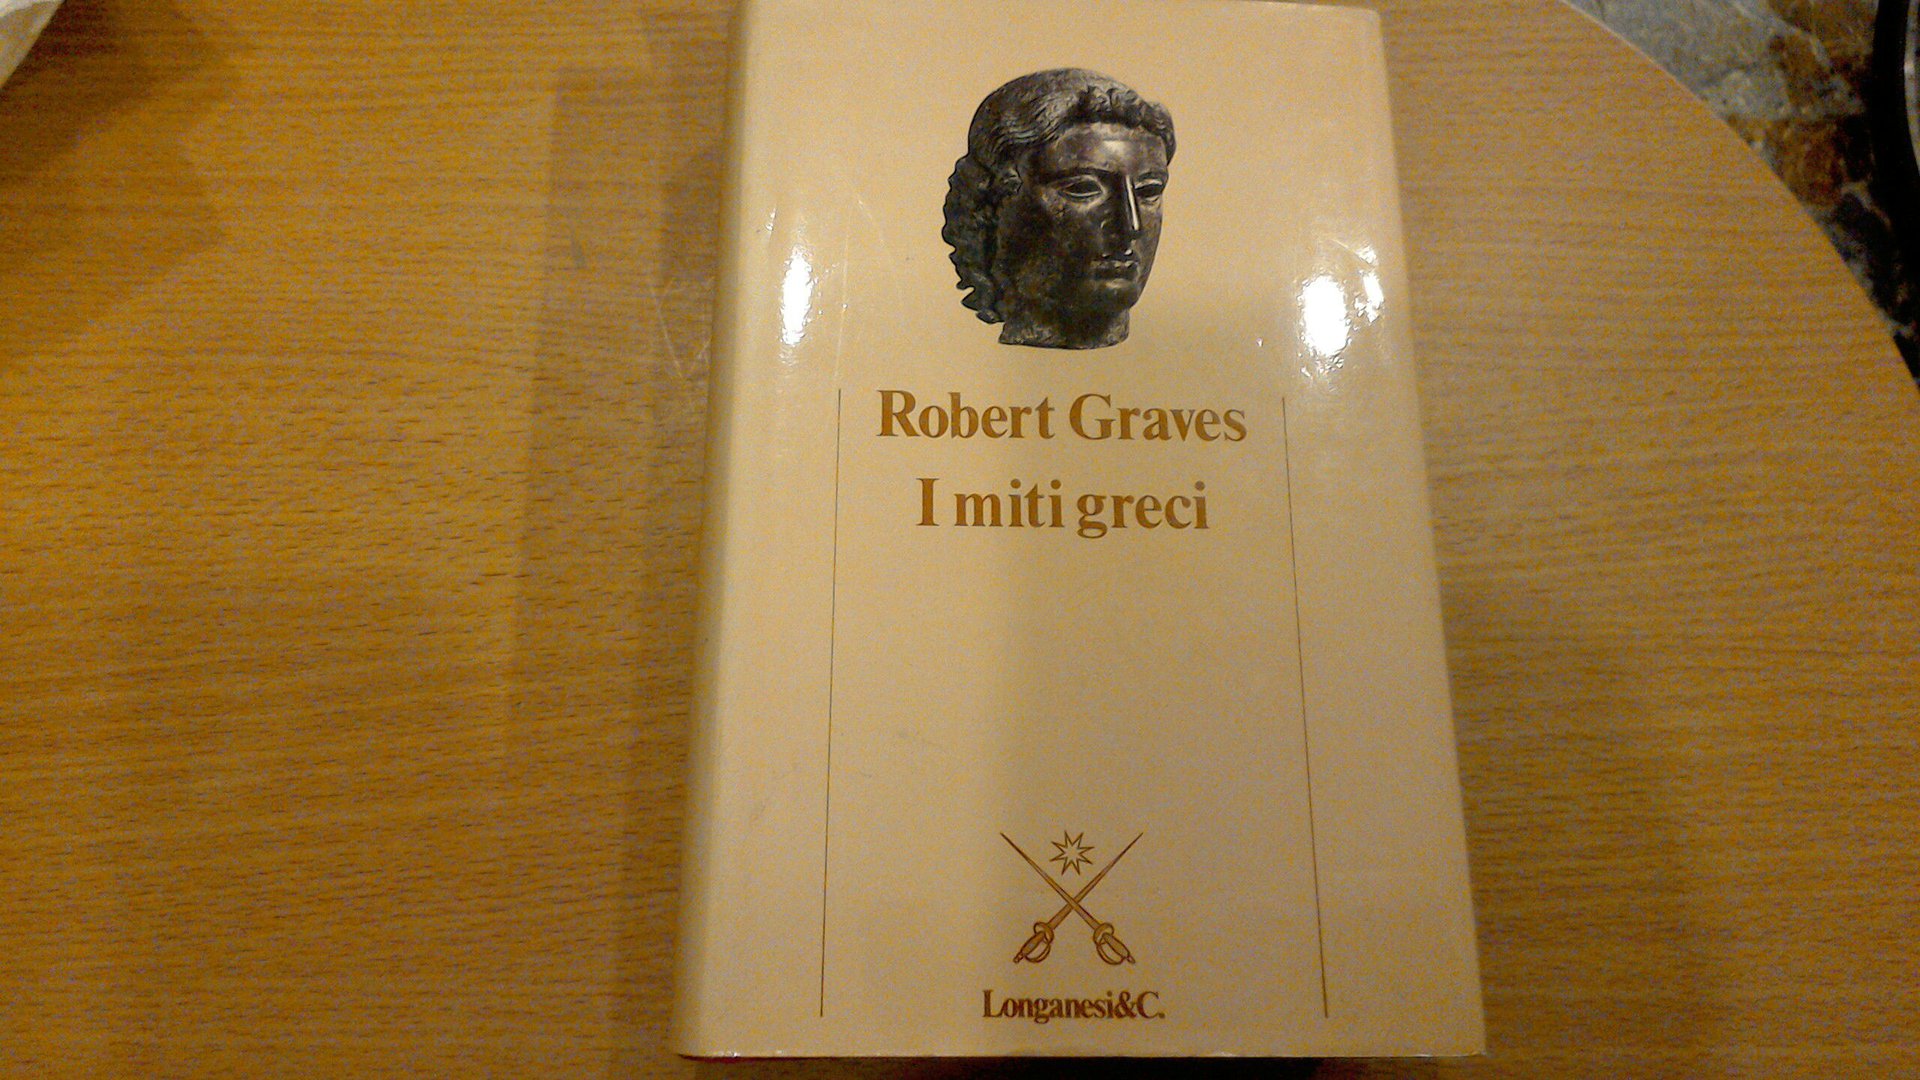 Robert Graves
I miti greci
Longanesi&C.